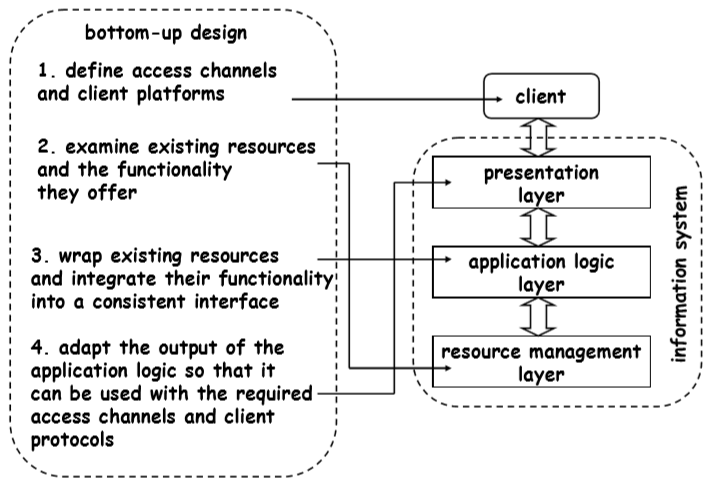 bottom-up design
1. define access channels
and client platforms
2. examine existing resources
and the functionality
they offer
3. wrap existing resources
and integrate their functionality
into a consistent interface
4. adapt the output of the
application logic so that it
can be used with the required
access channels and client
protocols
client
presentation
layer
application logic
layer
resource management
layer
information system